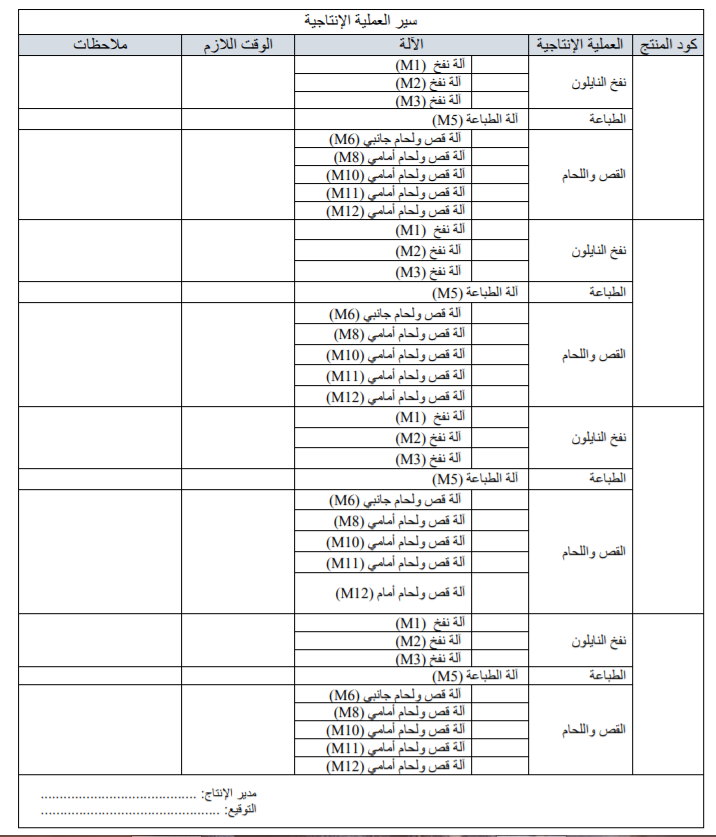 سير العملية الإنتاجية
كود المنتج العملية الإنتاجية الآلة الوقت اللازم ملاحظات
نفخ النايلون
آلة نفخ (M1)
آلة نفخ (M2)
آلة نفخ (M3)
الطباعة آلة الطباعة (M5)
القص واللحام
آلة قص ولحام جانبي (M6)
آلة قص ولحام أمامي (M8)
آلة قص ولحام أمامي (M10)
آلة قص ولحام أمامي (M11)
آلة قص ولحام أمامي (M12)
نفخ النايلون
آلة نفخ (M1)
آلة نفخ (M2)
آلة نفخ (M3)
الطباعة آلة الطباعة (M5)
القص واللحام
آلة قص ولحام جانبي (M6)
آلة قص ولحام أمامي (M8)
آلة قص ولحام أمامي (M10)
آلة قص ولحام أمامي (M11)
آلة قص ولحام أمامي (M12)
نفخ النايلون
آلة نفخ (M1)
آلة نفخ (M2)
آلة نفخ (M3)
الطباعة آلة الطباعة (M5)
القص واللحام
آلة قص ولحام جانبي (M6)
آلة قص ولحام أمامي (M8)
آلة قص ولحام أمامي (M10)
آلة قص ولحام أمامي (M11)
آلة قص ولحام أمام (M12)
نفخ النايلون
آلة نفخ (M1)
آلة نفخ (M2)
آلة نفخ (M3)
الطباعة آلة الطباعة (M5)
القص واللحام
آلة قص ولحام جانبي (M6)
آلة قص ولحام أمامي (M8)
آلة قص ولحام أمامي (M10)
آلة قص ولحام أمامي (M11)
آلة قص ولحام أمامي (M12)
مدير الإنتاج: ..........................................
التوقيع: ................................................